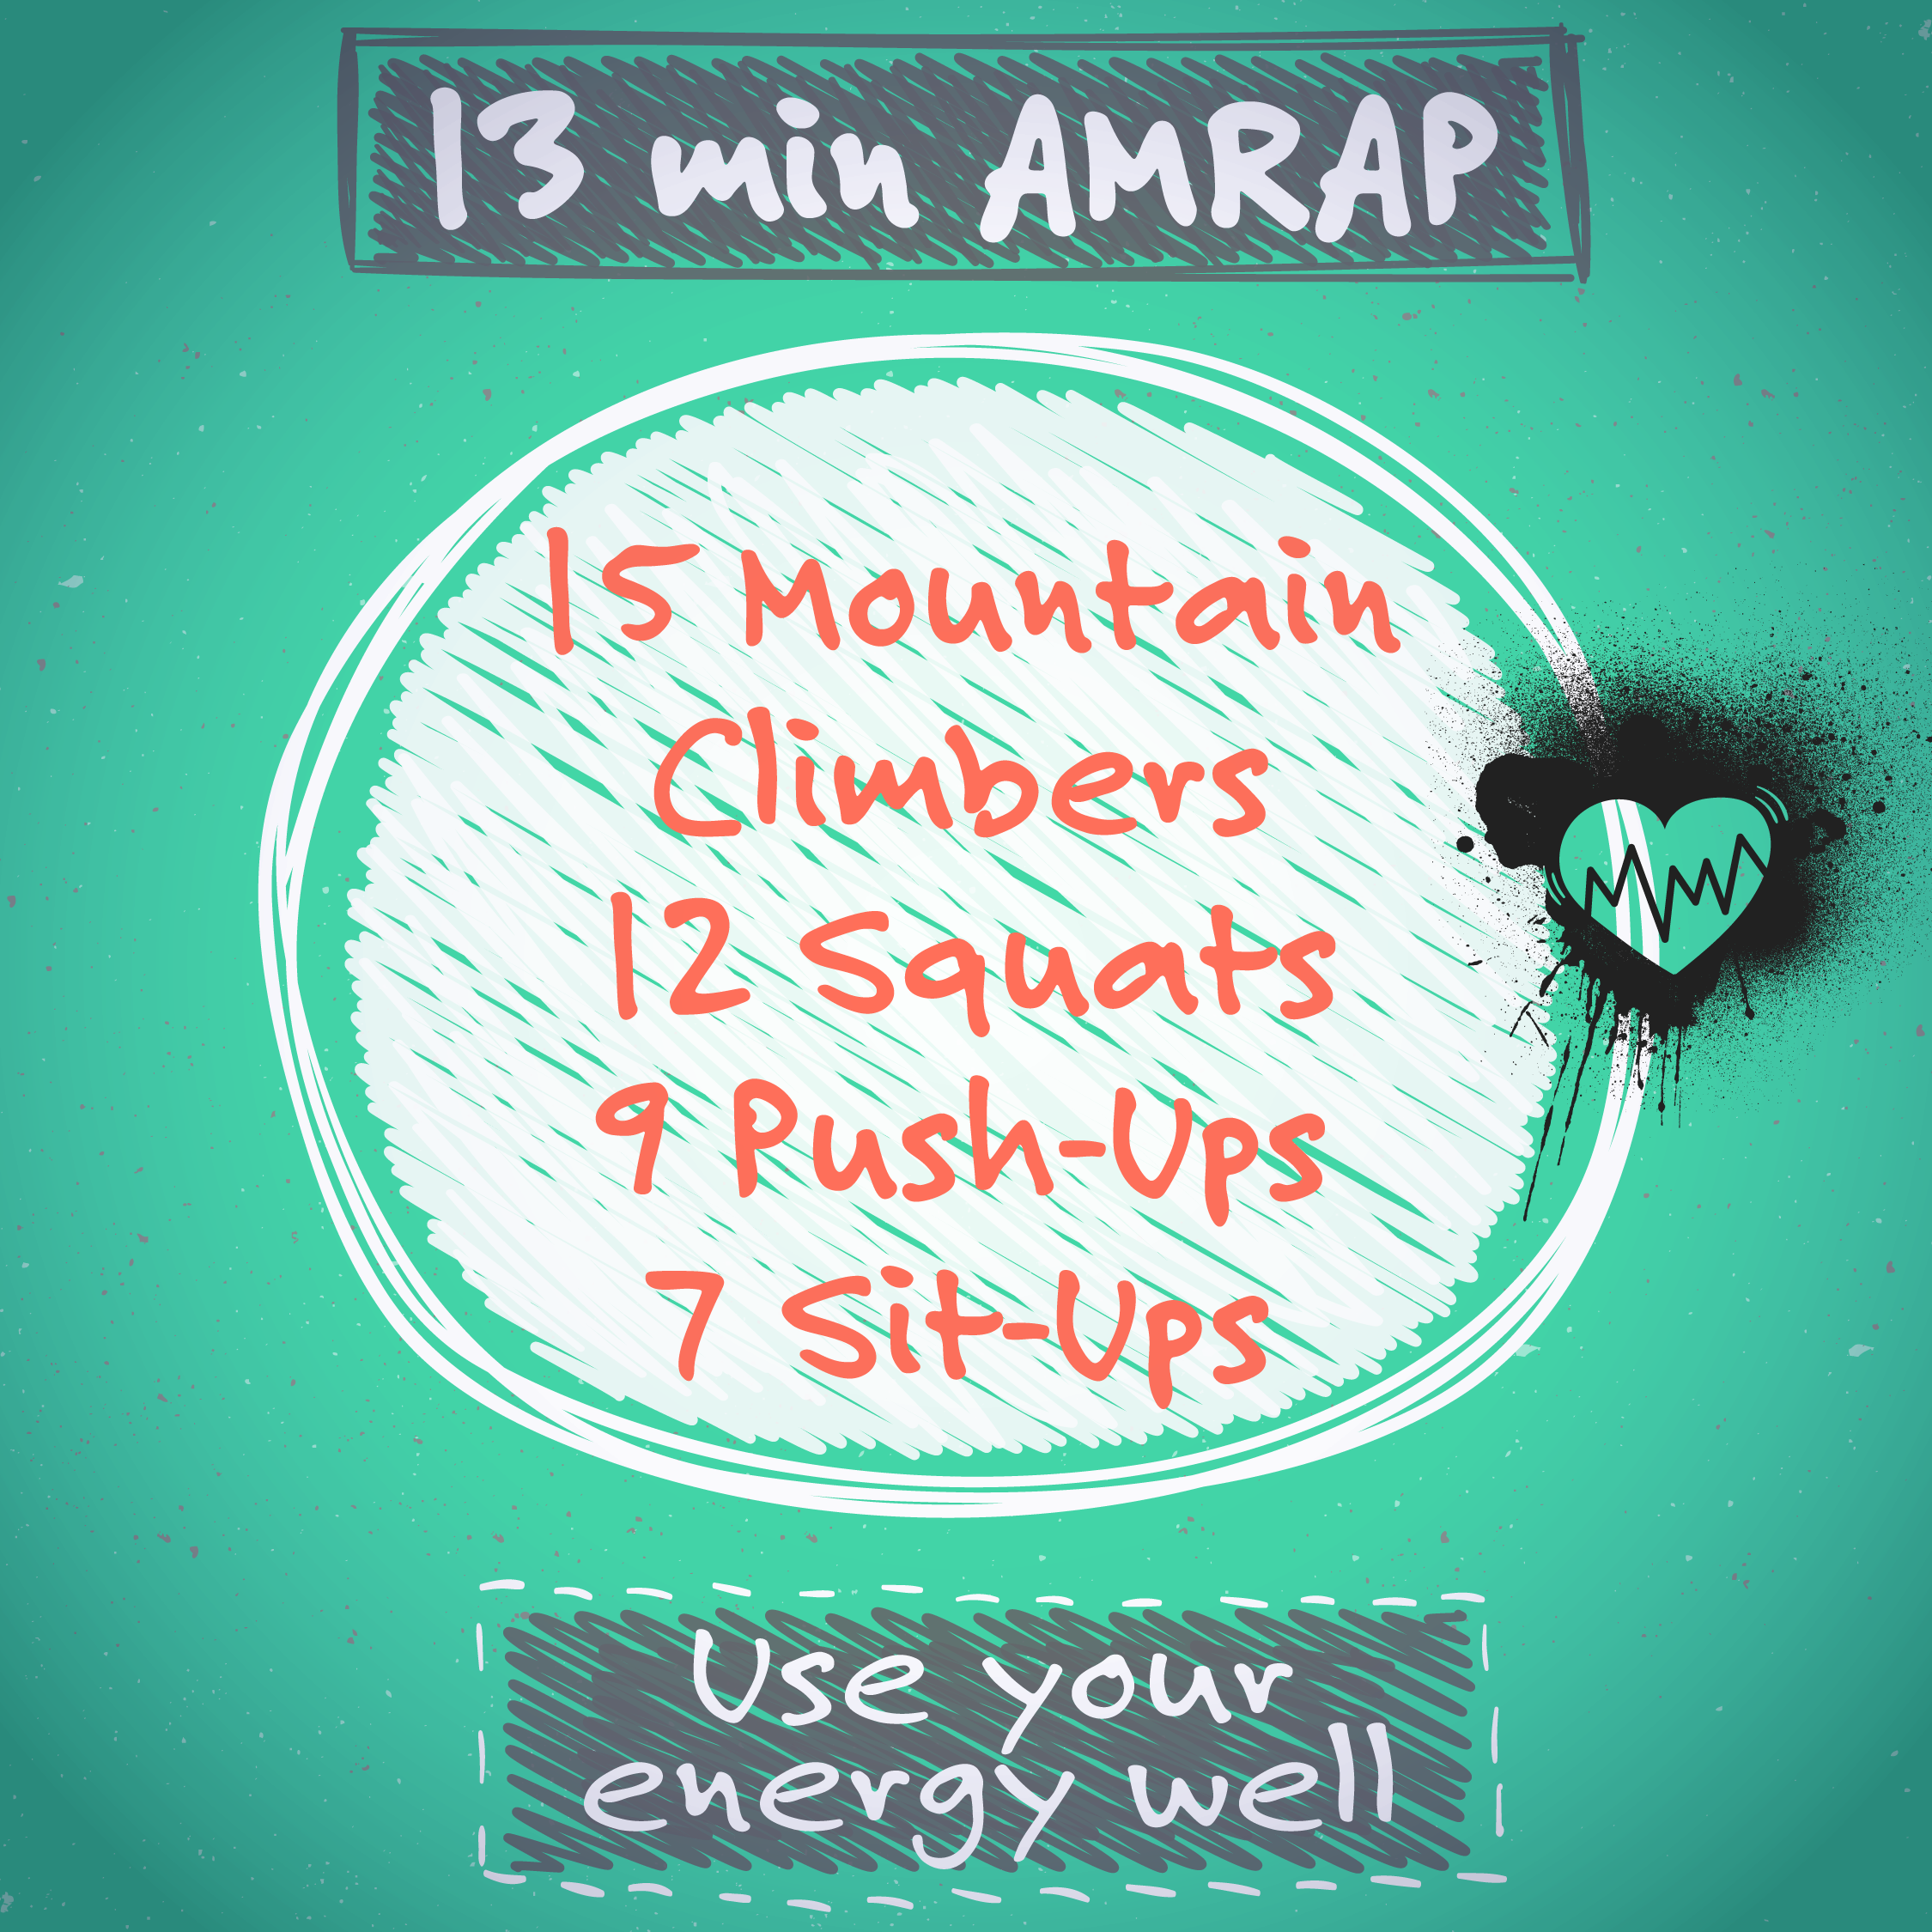 13 min AMRAP
15 Mountain
Climbers
12 Squats
9 Push-Ups
7 Sit-Ups
Use your
energy well